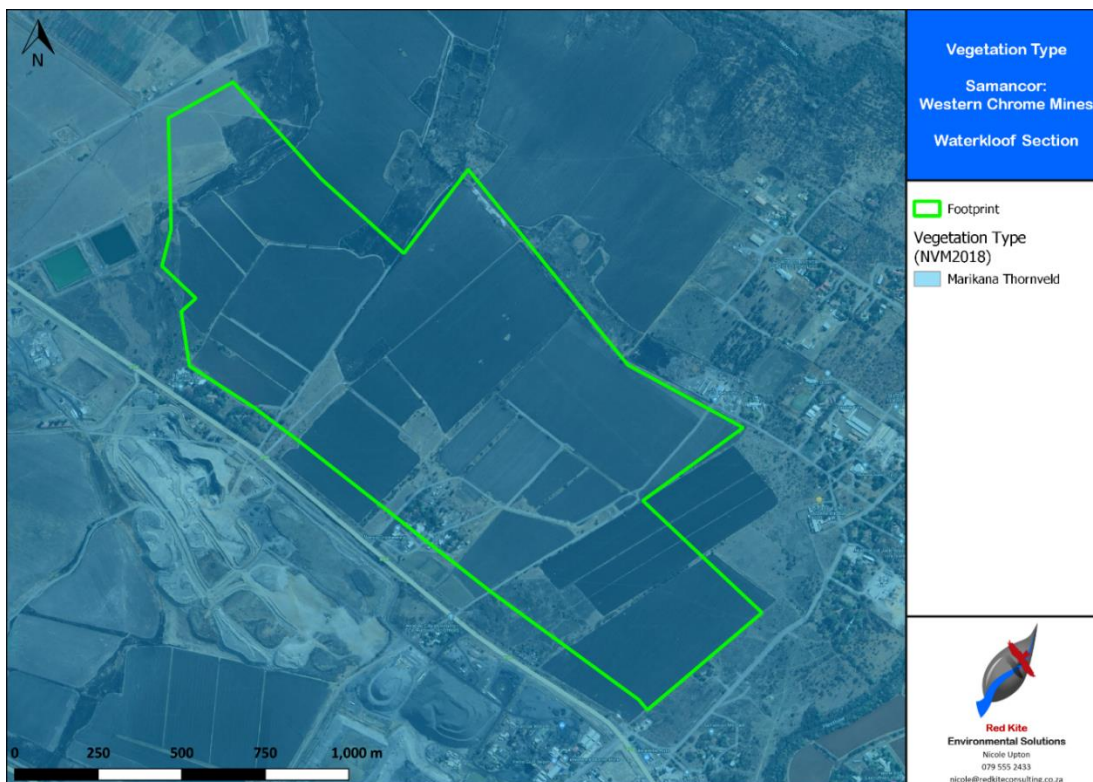 N
Vegetation Type
Samancor:
Western Chrome Mines
Waterkloof Section
Footprint
Vegetation Type
(NVM2018)
Marikana Thornveld
0 250 500 750 1,000 m
Red Kite
Environmental Solutions
Nicole Upton
079 555 2433
nicole@redkiteconsulting.co.za